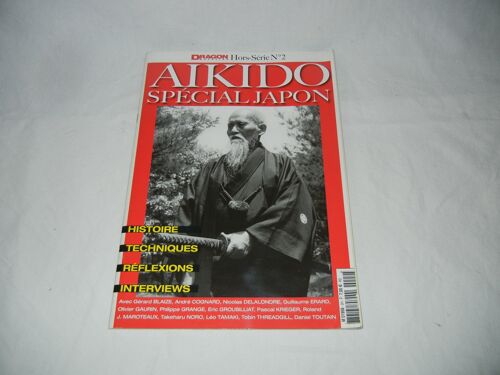 DRAGON Hors-Série N°2
AIKIDO
SPÉCIAL JAPON
HISTOIRE
TECHNIQUES
RÉFLEXIONS
INTERVIEWS
Avec Gérard BLAIZE, André COGNARD, Nicolas DELALONDRE, Guillaume ERARD,
Olivier GAURIN, Philippe GRANGE, Eric GROUSILLIAT, Pascal KRIEGER, Roland
J. MAROTEAUX, Takeharu NORO, Léo TAMAKI, Tobin THREADGILL, Daniel TOUTAIN